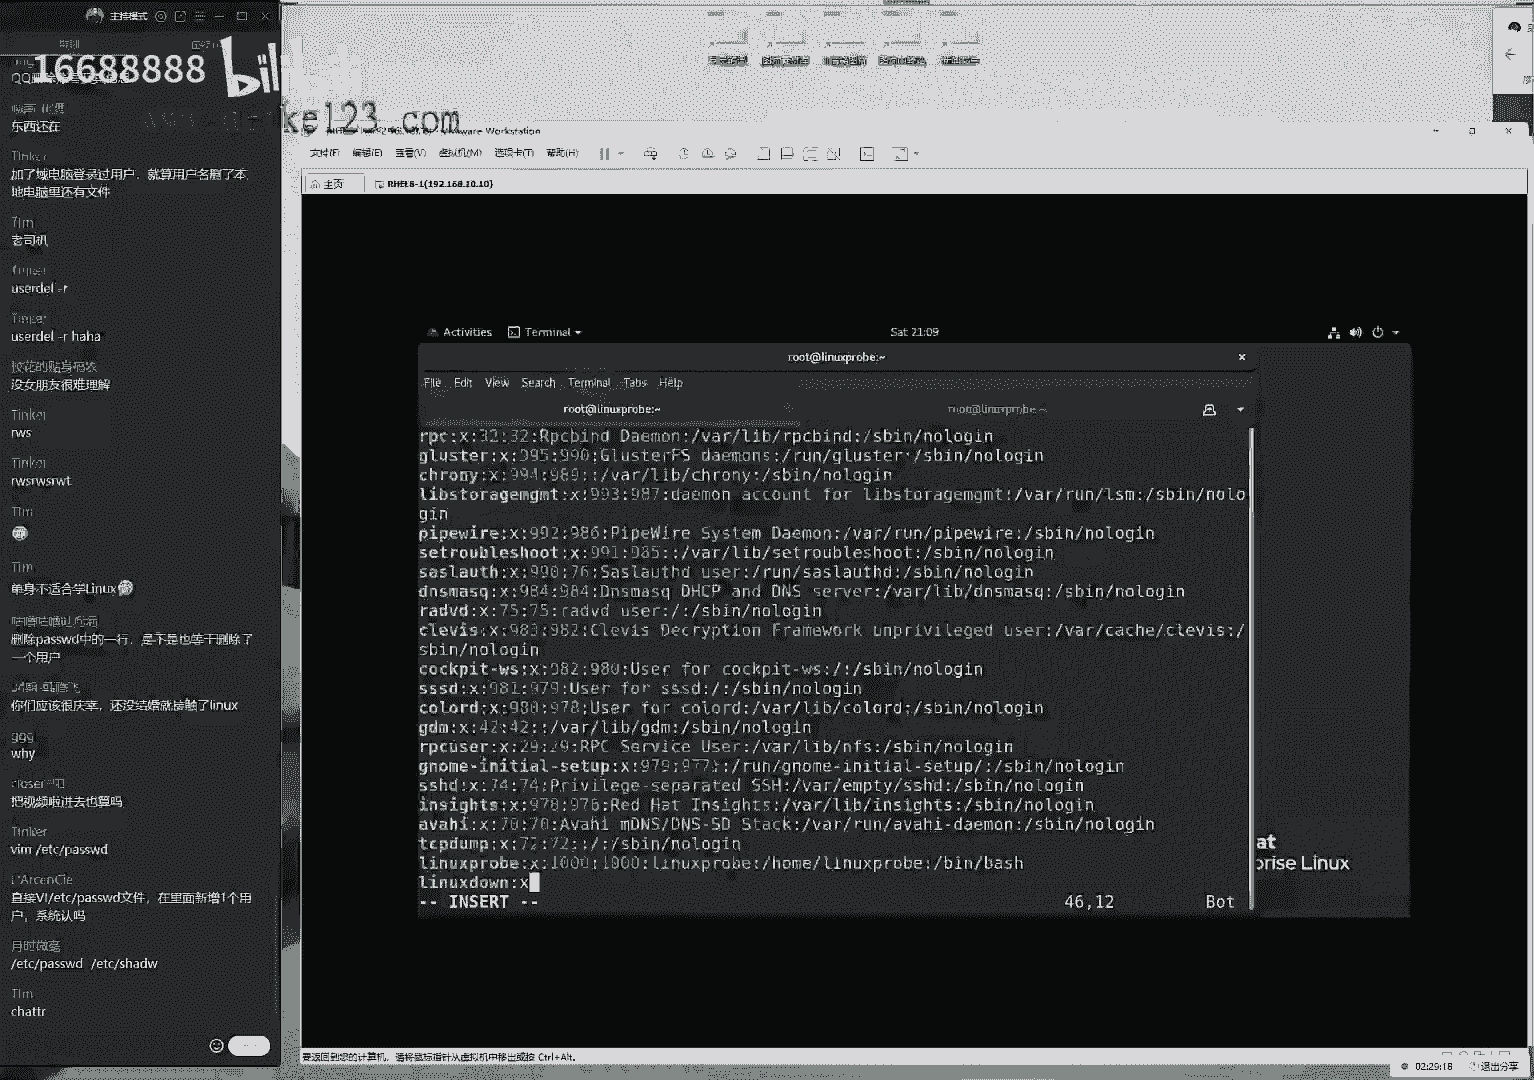 主持模式
16688888
东西还在
Tinker
加了域电脑登录过用户，就算用户名删了本
地电脑里还有文件
Tim
老司机
Tinker
userdel -r
Tinker
userdel -r haha
没女朋友很难理解
Tinker
rws
Tinker
rwsrwsrwt
Tim
Tim
单身不适合学Linux
删除passwd中的一行，是不是也等于删除了
一个用户
你们应该很庆幸，还没结婚就接触了linux
ggg
why
把视频啦进去也算吗
Tinker
vim /etc/passwd
L'ArcenCie
直接VI/etc/passwd文件，在里面新增1个用
户，系统认吗
/etc/passwd /etc/shadw
Tim
chattr
ke123 .com
VMware Workstation
文件(F) 编辑(E) 查看(V) 虚拟机(M) 选项卡(T) 帮助(H)
主页 RHEL8-1(192.168.10.10)
Activities Terminal Sat 21:09
root@linuxprobe:~
File Edit View Search Terminal Tabs Help
root@linuxprobe:~ root@linuxprobe:~
rpc:x:32:32:Rpcbind Daemon:/var/lib/rpcbind:/sbin/nologin
gluster:x:995:990:GlusterFS daemons:/run/gluster:/sbin/nologin
chrony:x:994:989::/var/lib/chrony:/sbin/nologin
libstoragemgmt:x:993:987:daemon account for libstoragemgmt:/var/run/lsm:/sbin/nolo
gin
pipewire:x:992:986:PipeWire System Daemon:/var/run/pipewire:/sbin/nologin
setroubleshoot:x:991:985::/var/lib/setroubleshoot:/sbin/nologin
saslauth:x:990:76:Saslauthd user:/run/saslauthd:/sbin/nologin
dnsmasq:x:984:984:Dnsmasq DHCP and DNS server:/var/lib/dnsmasq:/sbin/nologin
radvd:x:75:75:radvd user:/:/sbin/nologin
clevis:x:983:982:Clevis Decryption Framework unprivileged user:/var/cache/clevis:/
sbin/nologin
cockpit-ws:x:982:980:User for cockpit-ws:/:/sbin/nologin
sssd:x:981:979:User for sssd:/:/sbin/nologin
colord:x:980:978:User for colord:/var/lib/colord:/sbin/nologin
gdm:x:42:42::/var/lib/gdm:/sbin/nologin
rpcuser:x:29:29:RPC Service User:/var/lib/nfs:/sbin/nologin
gnome-initial-setup:x:979:977::/run/gnome-initial-setup/:/sbin/nologin
sshd:x:74:74:Privilege-separated SSH:/var/empty/sshd:/sbin/nologin
insights:x:978:976:Red Hat Insights:/var/lib/insights:/sbin/nologin
avahi:x:70:70:Avahi mDNS/DNS-SD Stack:/var/run/avahi-daemon:/sbin/nologin
tcpdump:x:72:72::/:/sbin/nologin
linuxprobe:x:1000:1000:linuxprobe:/home/linuxprobe:/bin/bash
linuxdown:x
-- INSERT -- 46,12 Bot
at
prise Linux
要返回到您的计算机，请将鼠标指针从虚拟机中移出或按 Ctrl+Alt。
02:29:18 退出分享